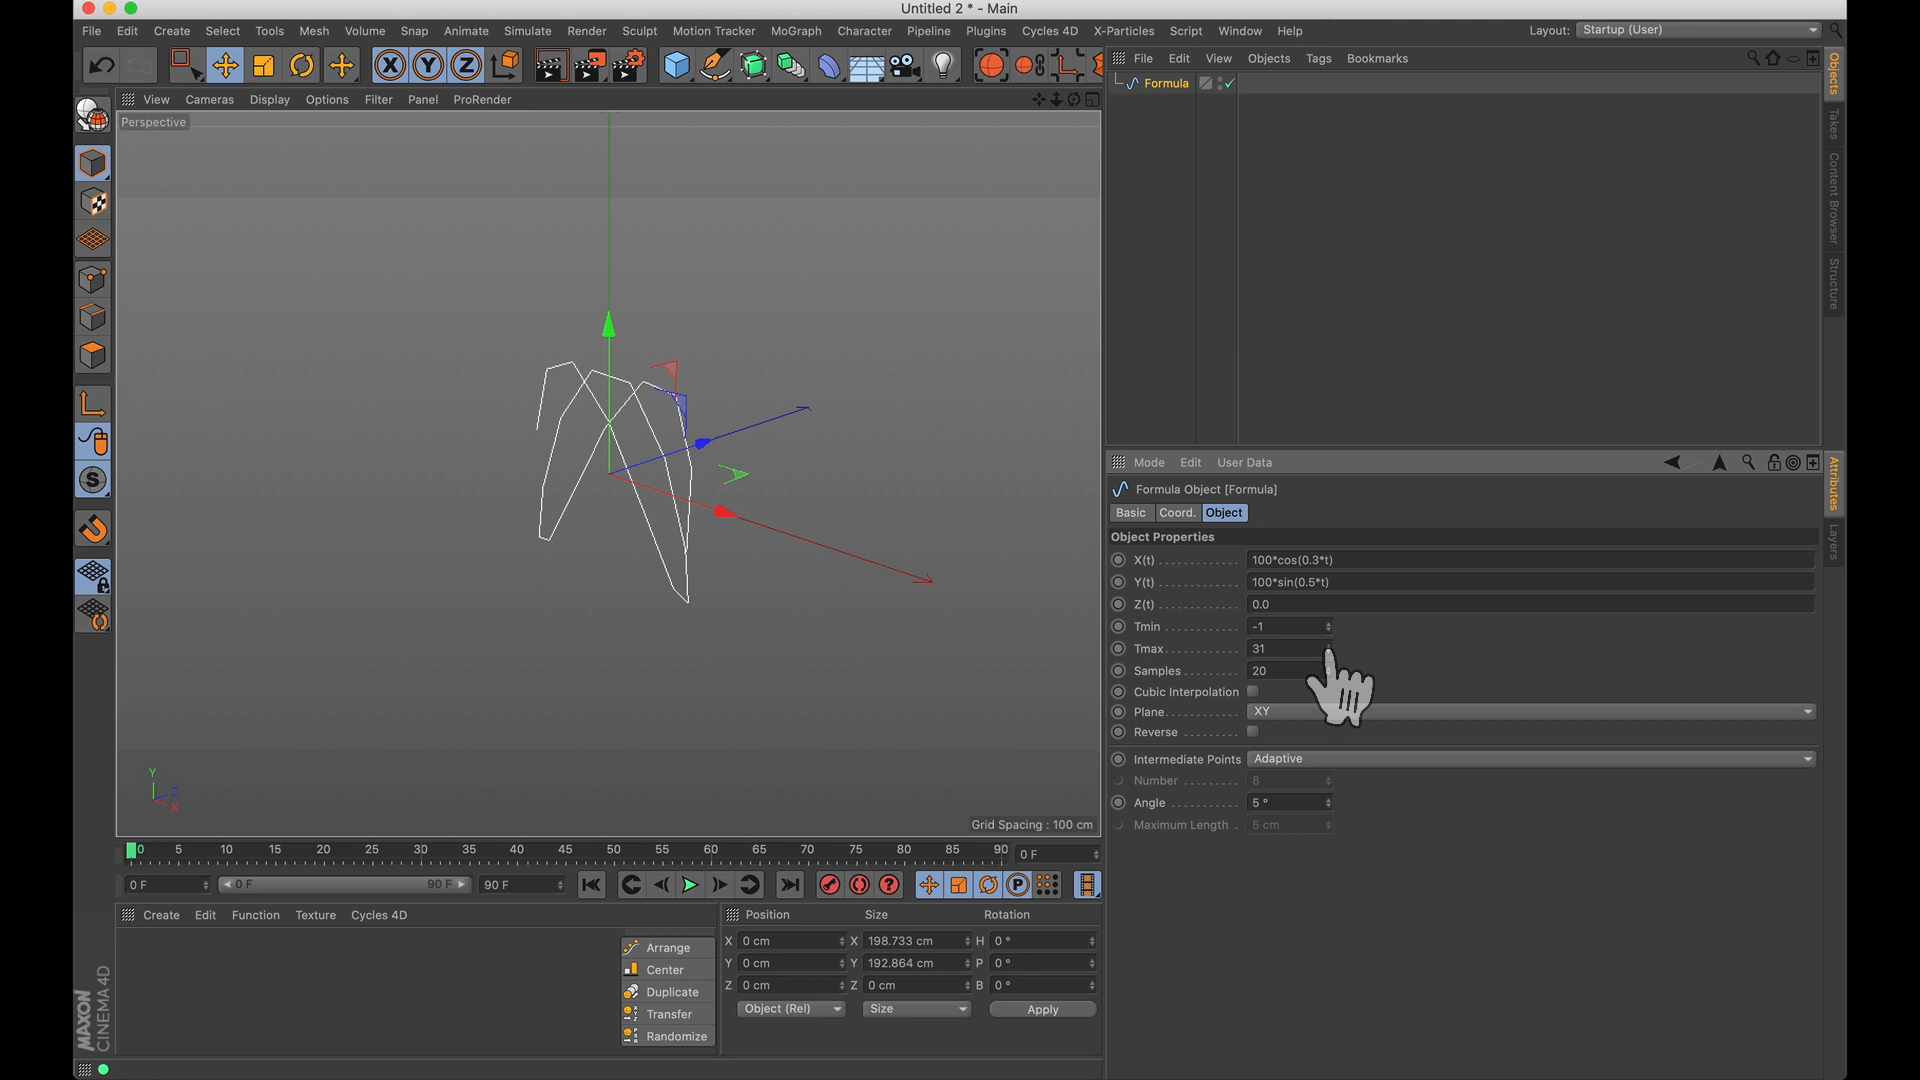 Untitled 2 * - Main
File Edit Create Select Tools Mesh Volume Snap Animate Simulate Render Sculpt Motion Tracker MoGraph Character Pipeline Cycles 4D Plugins X-Particles Script Window Help Layout: Startup (User)
X Y Z
File Edit View Objects Tags Bookmarks
Formula
View Cameras Display Options Filter Panel ProRender
Perspective
Objects
Takes
Content Browser
Structure
Mode Edit User Data
Formula Object [Formula]
Basic Coord. Object
Object Properties
X(t) 100*cos(0.3*t)
Y(t) 100*sin(0.5*t)
Z(t) 0.0
Tmin -1
Tmax 31
Samples 20
Cubic Interpolation
Plane XY
Reverse
Intermediate Points Adaptive
Number 8
Angle 5 °
Maximum Length 5 cm
Attributes
Layers
Y
Z
X
Grid Spacing : 100 cm
0 5 10 15 20 25 30 35 40 45 50 55 60 65 70 75 80 85 90 0 F
0 F 0 F 90 F 90 F
Create Edit Function Texture Cycles 4D
Arrange
Center
Duplicate
Transfer
Randomize
Position Size Rotation
X 0 cm X 198.733 cm H 0 °
Y 0 cm Y 192.864 cm P 0 °
Z 0 cm Z 0 cm B 0 °
Object (Rel) Size Apply
MAXON
CINEMA 4D